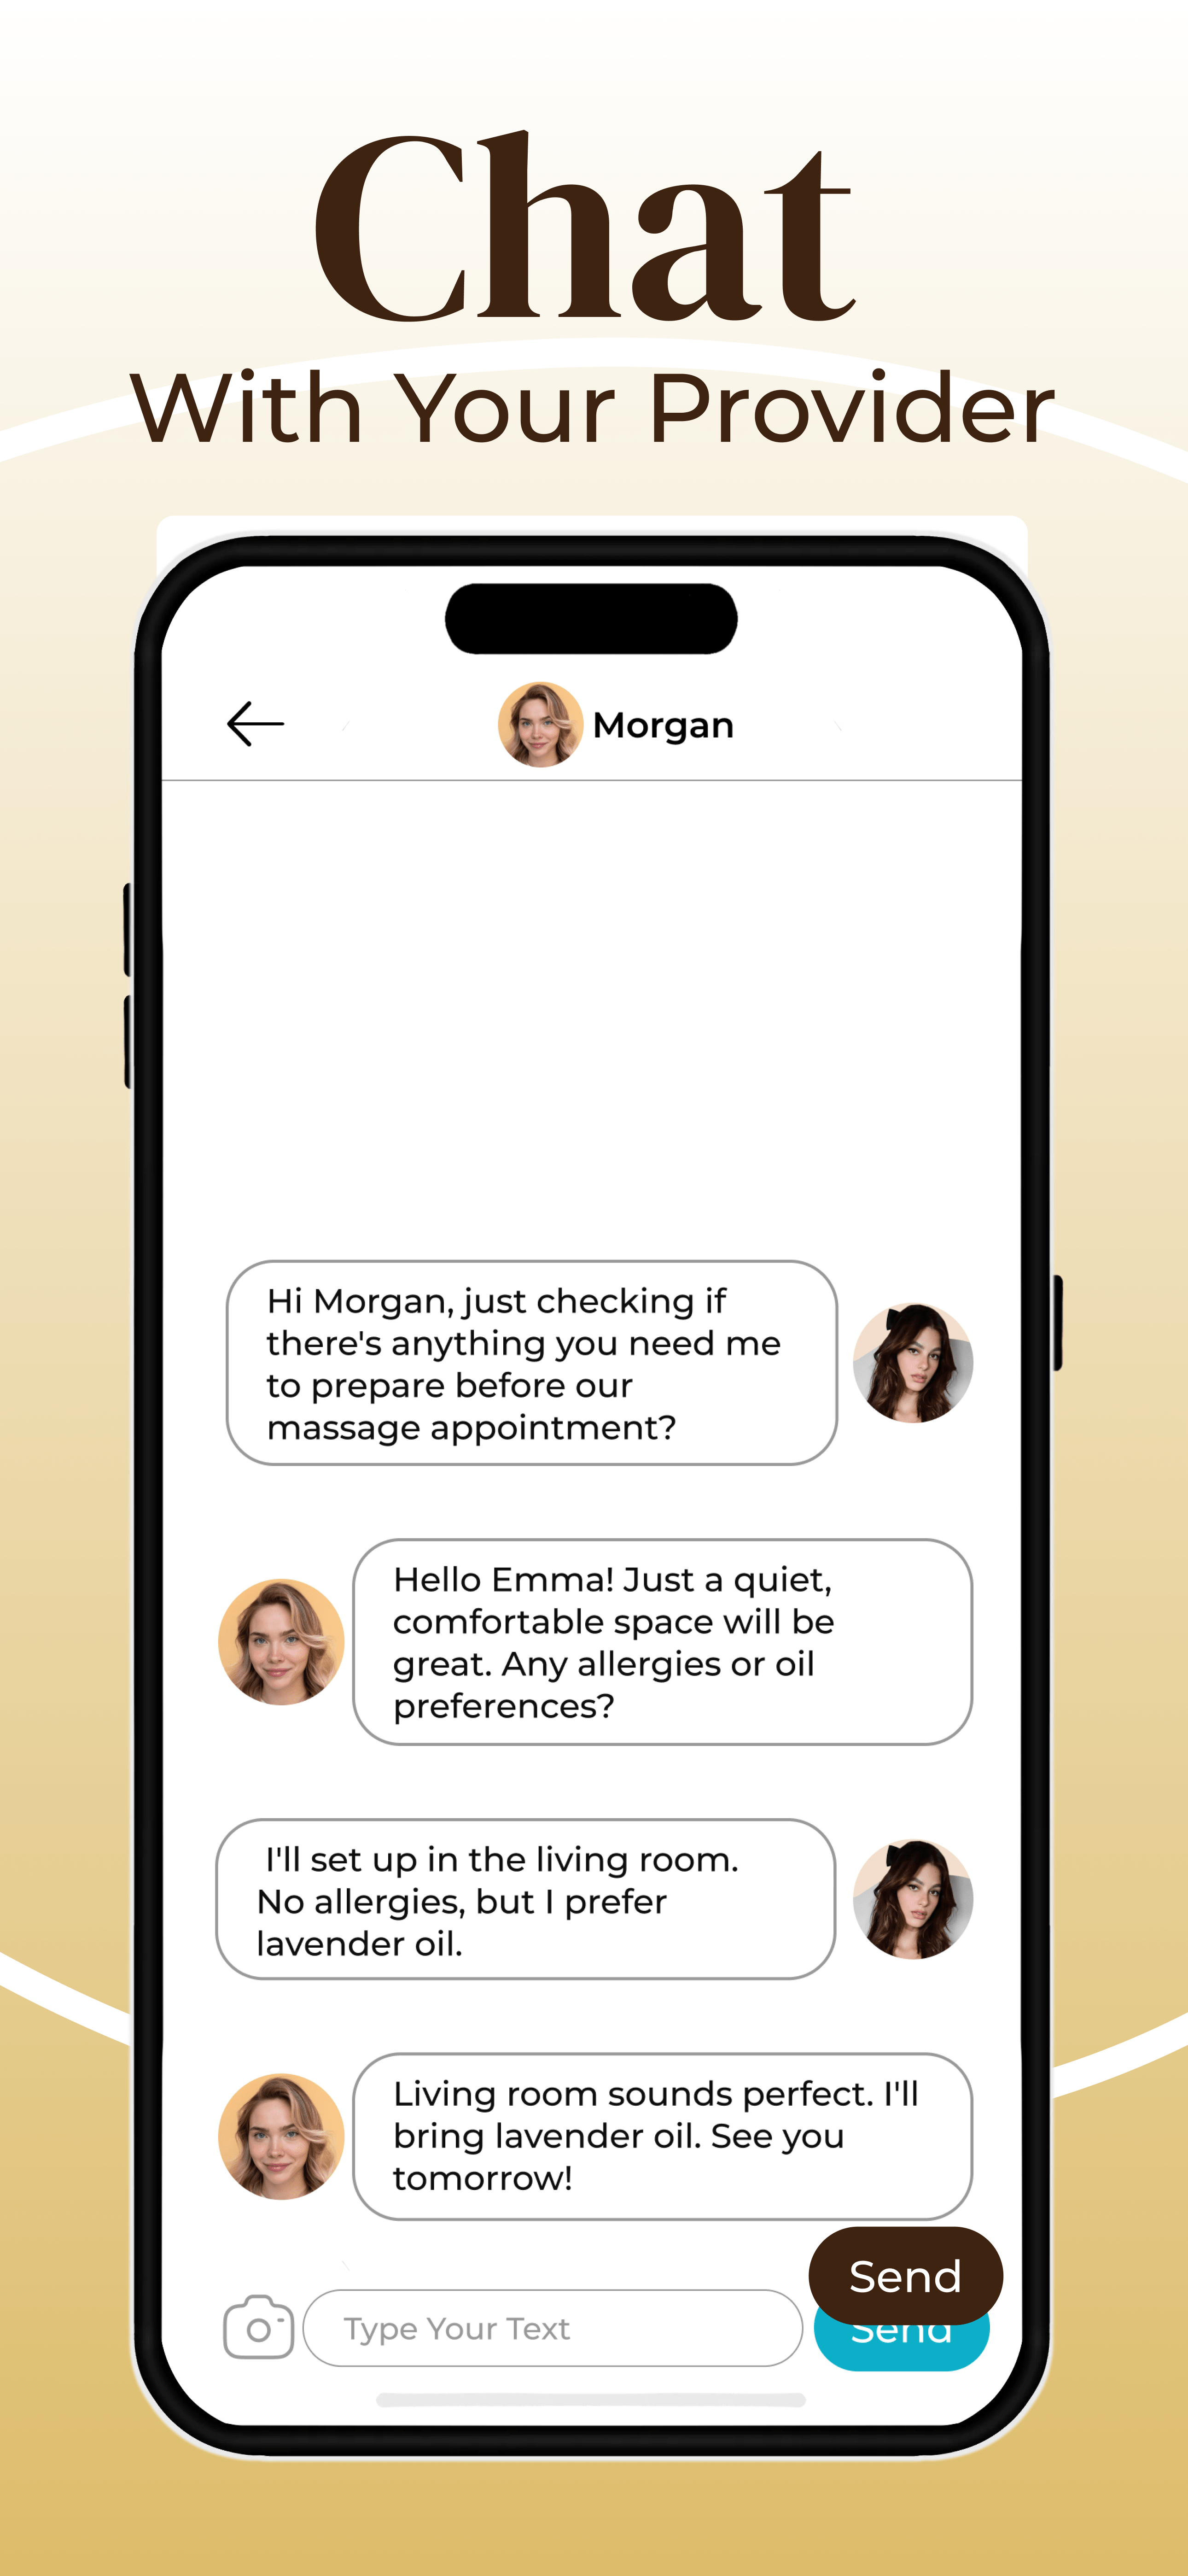 Chat
With Your Provider
Morgan
Hi Morgan, just checking if
there's anything you need me
to prepare before our
massage appointment?
Hello Emma! Just a quiet,
comfortable space will be
great. Any allergies or oil
preferences?
I'll set up in the living room.
No allergies, but I prefer
lavender oil.
Living room sounds perfect. I'll
bring lavender oil. See you
tomorrow!
Send
Type Your Text
Send